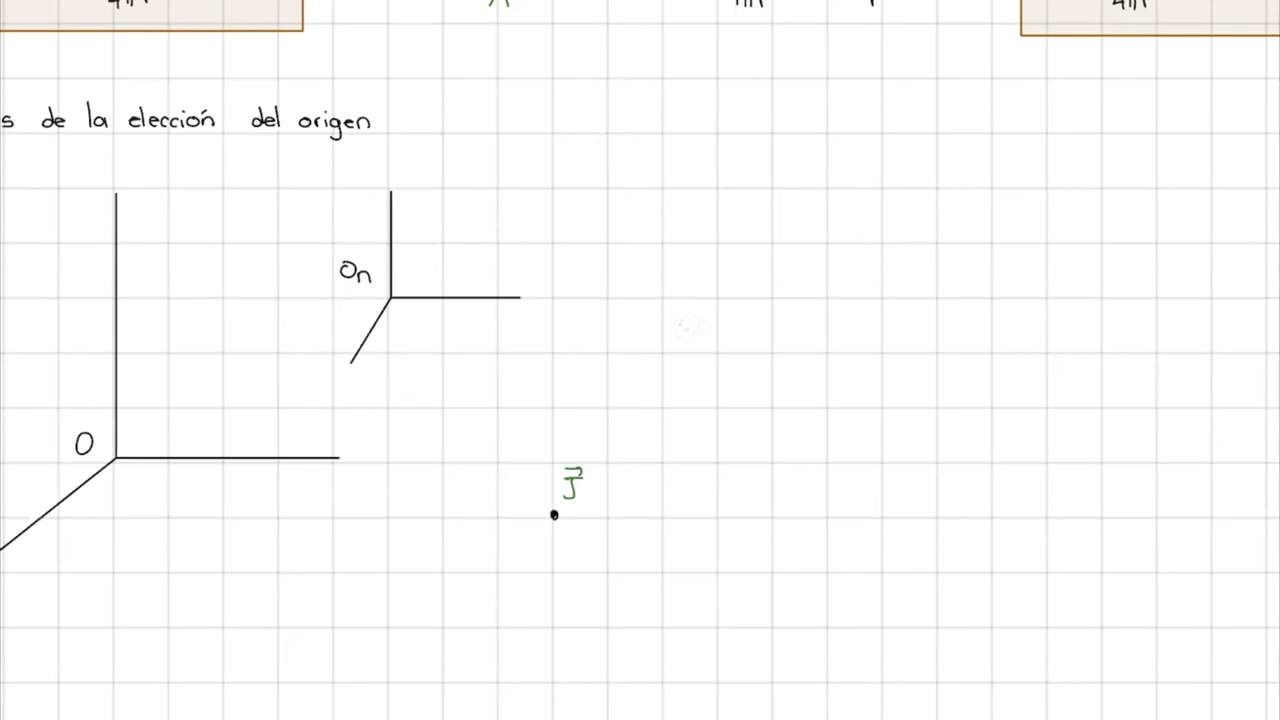 de la elección del origen
On
O
J⃗